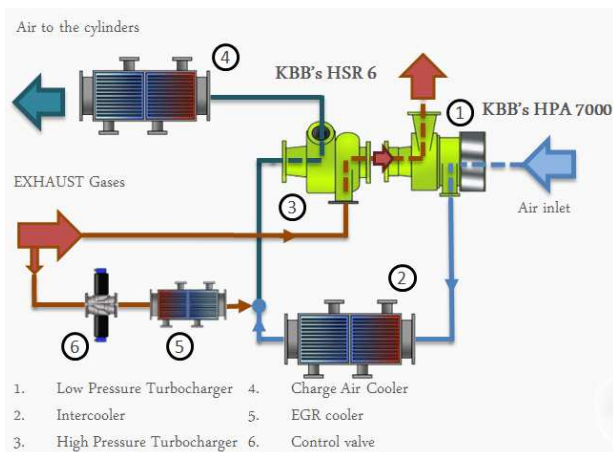 Air to the cylinders
4
KBB's HSR 6
1
KBB's HPA 7000
EXHAUST Gases
3
Air inlet
2
6
5
1. Low Pressure Turbocharger
2. Intercooler
3. High Pressure Turbocharger
4. Charge Air Cooler
5. EGR cooler
6. Control valve